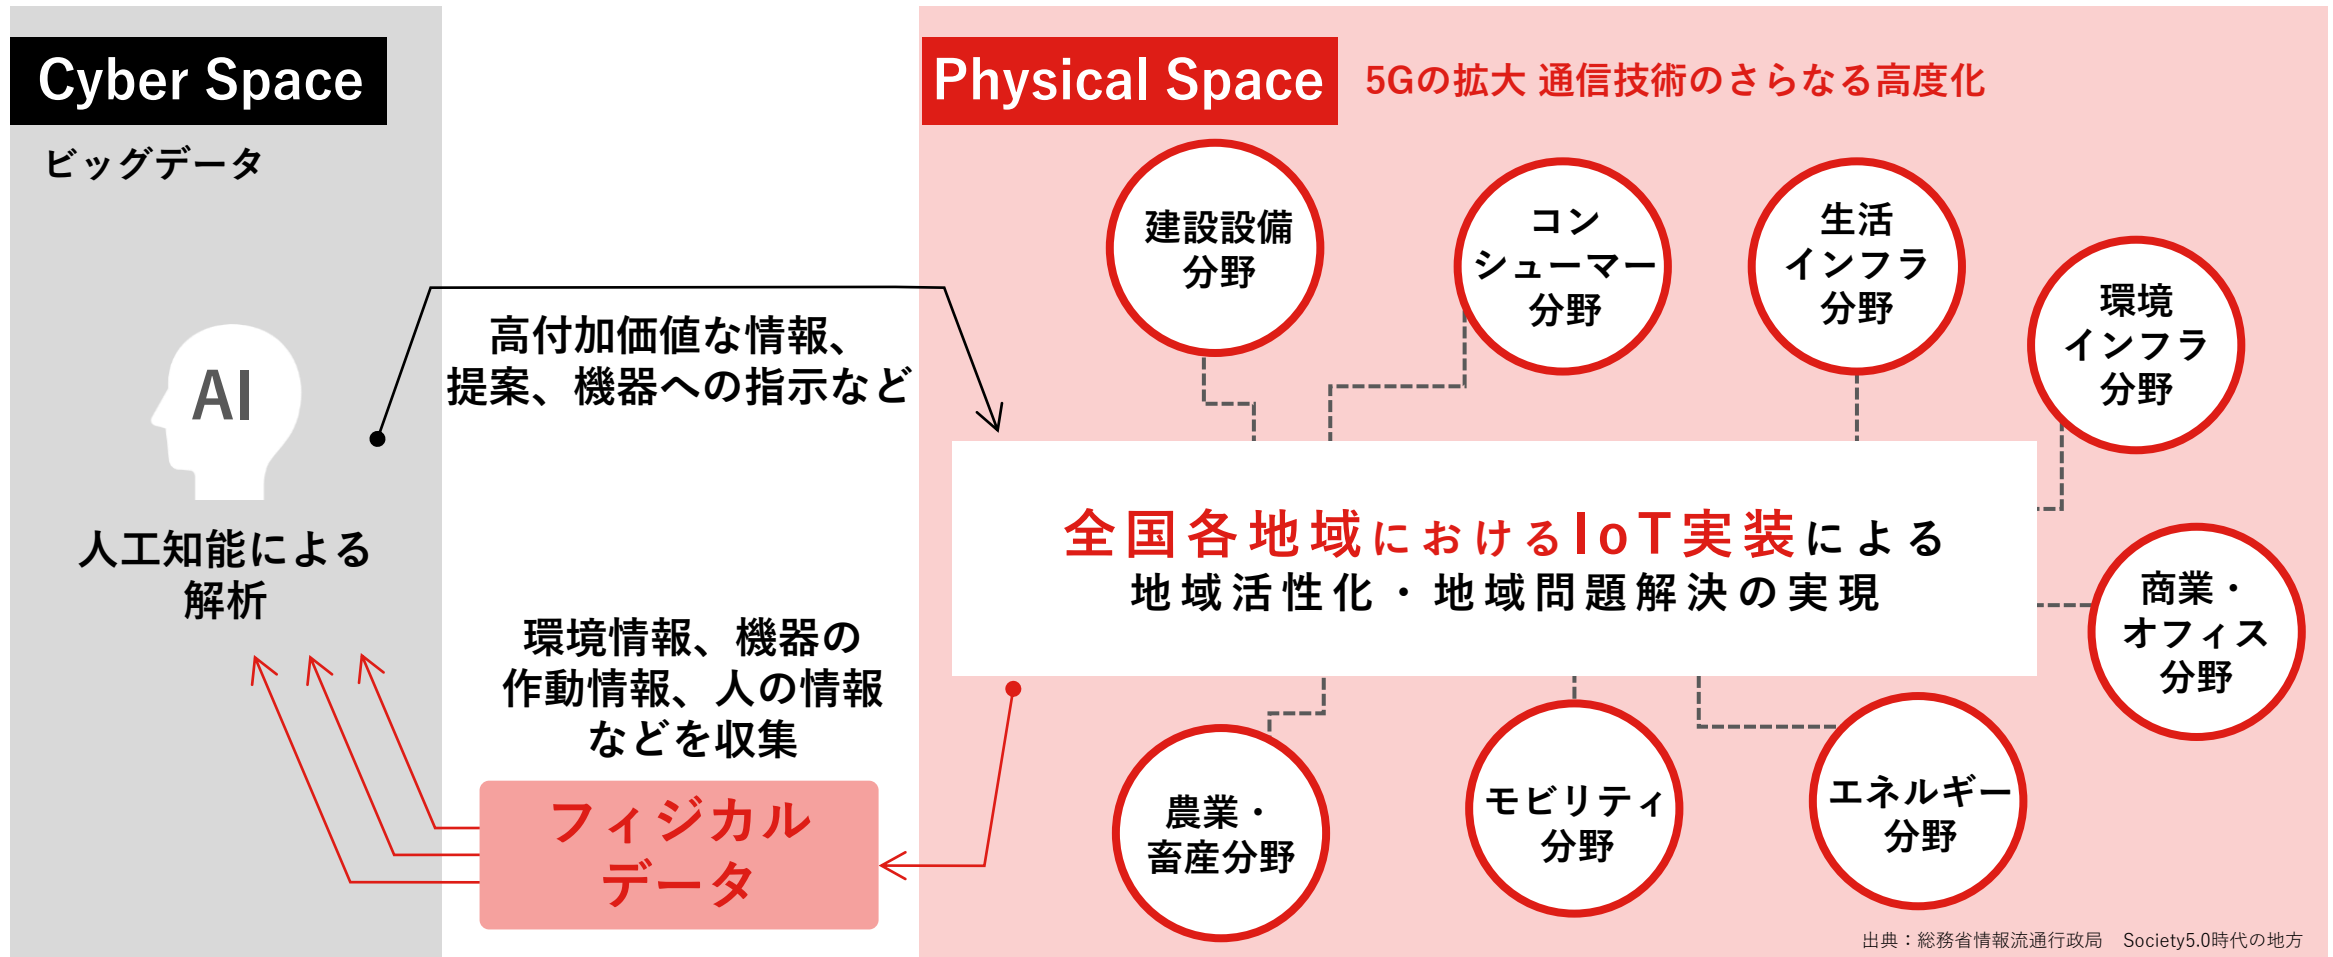 Cyber Space
ビッグデータ
AI
人工知能による
解析
高付加価値な情報、
提案、機器への指示など
環境情報、機器の
作動情報、人の情報
などを収集
フィジカル
データ
Physical Space
5Gの拡大 通信技術のさらなる高度化
建設設備
分野
コン
シューマー
分野
生活
インフラ
分野
環境
インフラ
分野
全国各地域におけるIoT実装による
地域活性化・地域問題解決の実現
商業・
オフィス
分野
農業・
畜産分野
モビリティ
分野
エネルギー
分野
出典：総務省情報流通行政局　Society5.0時代の地方